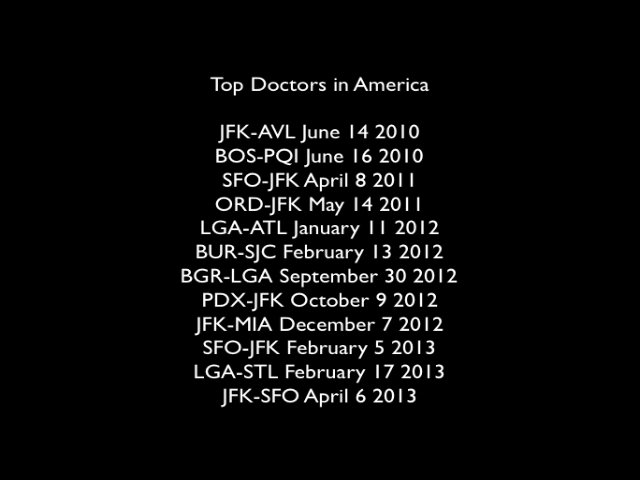 Top Doctors in America
JFK-AVL June 14 2010
BOS-PQI June 16 2010
SFO-JFK April 8 2011
ORD-JFK May 14 2011
LGA-ATL January 11 2012
BUR-SJC February 13 2012
BGR-LGA September 30 2012
PDX-JFK October 9 2012
JFK-MIA December 7 2012
SFO-JFK February 5 2013
LGA-STL February 17 2013
JFK-SFO April 6 2013